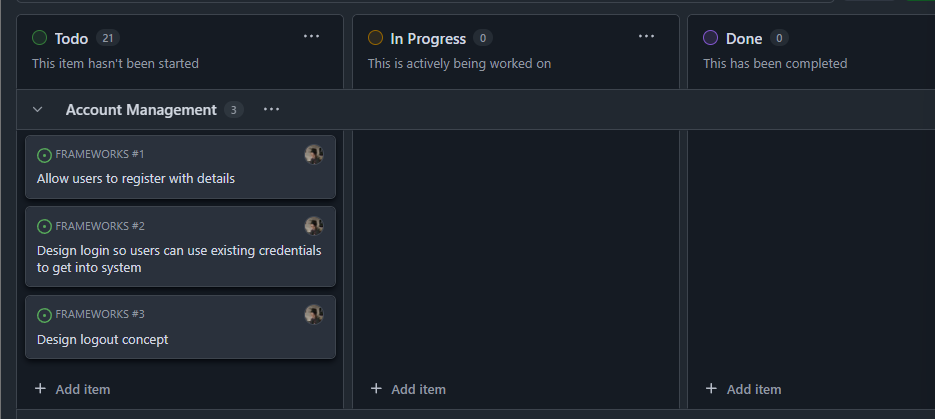 Todo 21
This item hasn't been started
In Progress 0
This is actively being worked on
Done 0
This has been completed
Account Management 3
FRAMEWORKS #1
Allow users to register with details
FRAMEWORKS #2
Design login so users can use existing credentials
to get into system
FRAMEWORKS #3
Design logout concept
+ Add item
+ Add item
+ Add item